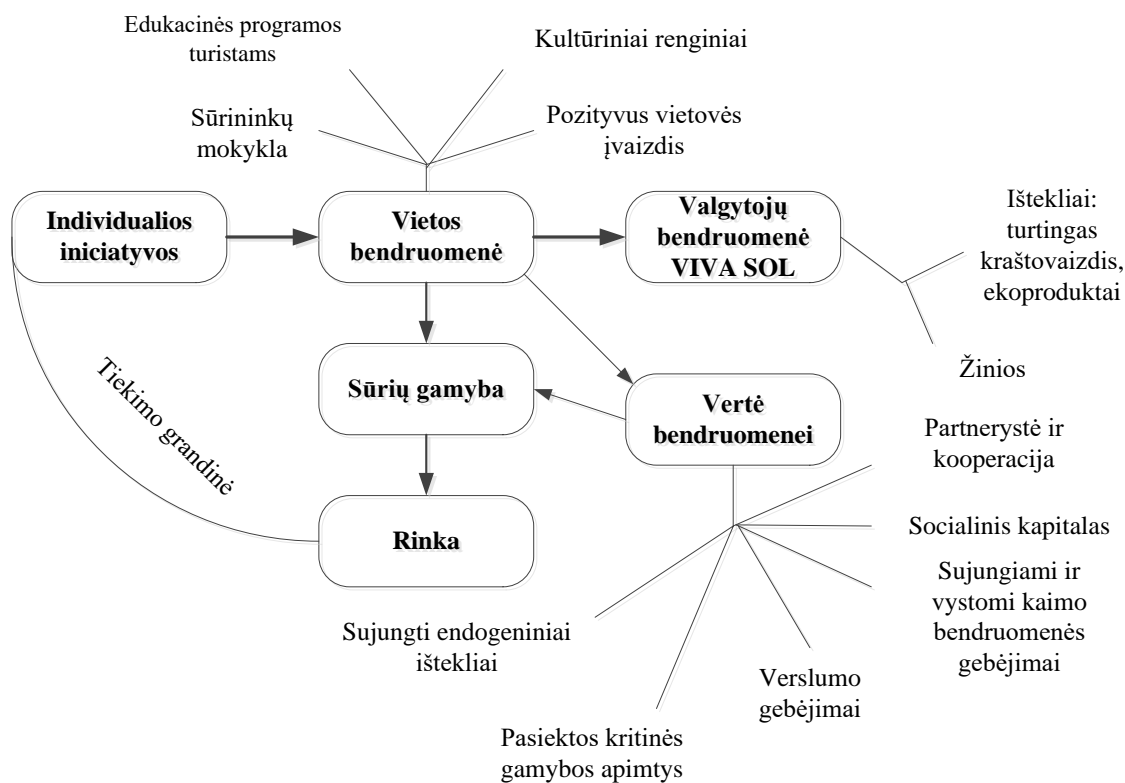 Edukacinės programos
turistams
Kultūriniai renginiai
Sūrininkų
mokykla
Pozityvus vietovės
įvaizdis
Individualios
iniciatyvos
Vietos
bendruomenė
Valgytojų
bendruomenė
VIVA SOL
Ištekliai:
turtingas
kraštovaizdis,
ekoproduktai
Žinios
Sūrių gamyba
Vertė
bendruomenei
Tiekimo grandinė
Rinka
Partnerystė ir
kooperacija
Socialinis kapitalas
Sujungiami ir
vystomi kaimo
bendruomenės
gebėjimai
Sujungti endogeniniai
ištekliai
Verslumo
gebėjimai
Pasiektos kritinės
gamybos apimtys